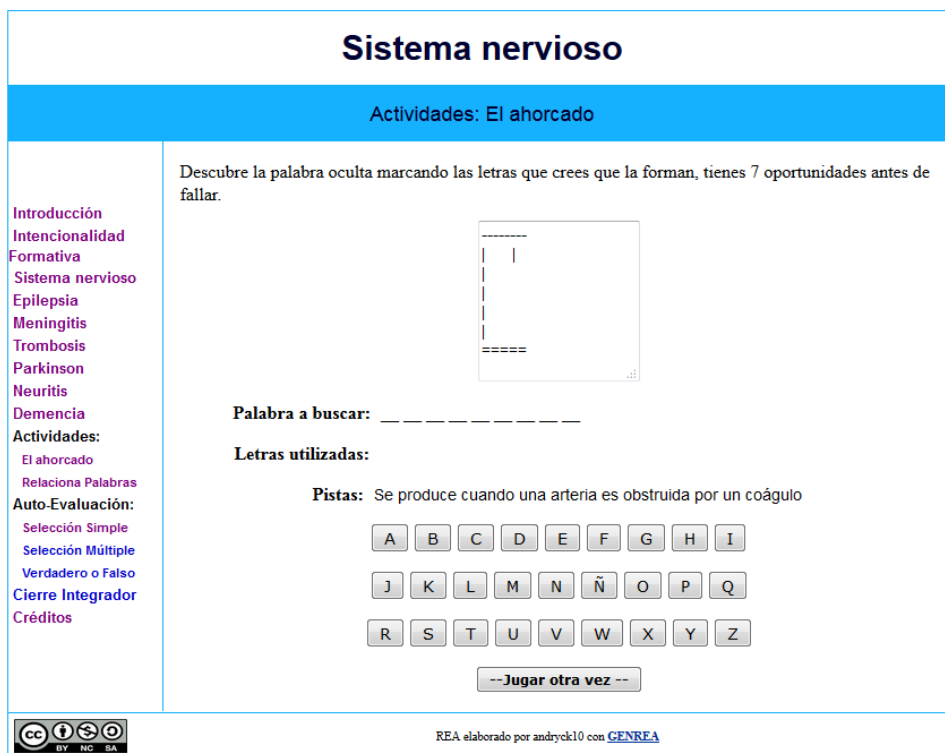 Sistema nervioso
Actividades: El ahorcado
Introducción
Intencionalidad
Formativa
Sistema nervioso
Epilepsia
Meningitis
Trombosis
Parkinson
Neuritis
Demencia
Actividades:
El ahorcado
Relaciona Palabras
Auto-Evaluación:
Selección Simple
Selección Múltiple
Verdadero o Falso
Cierre Integrador
Créditos
Descubre la palabra oculta marcando las letras que crees que la forman, tienes 7 oportunidades antes de
fallar.
--------
|    |
|
|
|
|
=====
Palabra a buscar: __ __ __ __ __ __ __ __ __
Letras utilizadas:
Pistas: Se produce cuando una arteria es obstruida por un coágulo
A B C D E F G H I
J K L M N Ñ O P Q
R S T U V W X Y Z
--Jugar otra vez --
cc BY NC SA
REA elaborado por andryck10 con GENREA